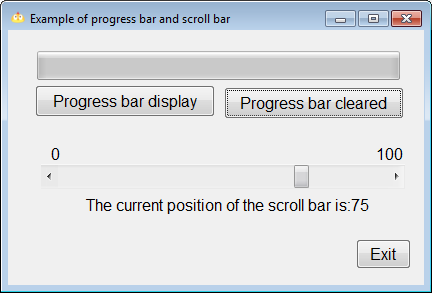 Example of progress bar and scroll bar
Progress bar display Progress bar cleared
0 100
The current position of the scroll bar is:75
Exit